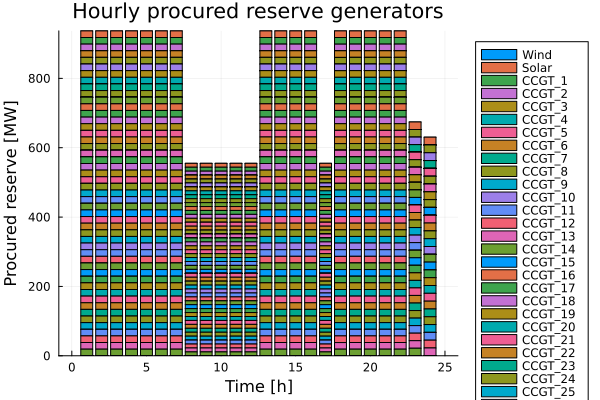 Hourly procured reserve generators
Procured reserve [MW]
800
600
400
200
0
0 5 10 15 20 25
Time [h]
Wind
Solar
CCGT_1
CCGT_2
CCGT_3
CCGT_4
CCGT_5
CCGT_6
CCGT_7
CCGT_8
CCGT_9
CCGT_10
CCGT_11
CCGT_12
CCGT_13
CCGT_14
CCGT_15
CCGT_16
CCGT_17
CCGT_18
CCGT_19
CCGT_20
CCGT_21
CCGT_22
CCGT_23
CCGT_24
CCGT_25